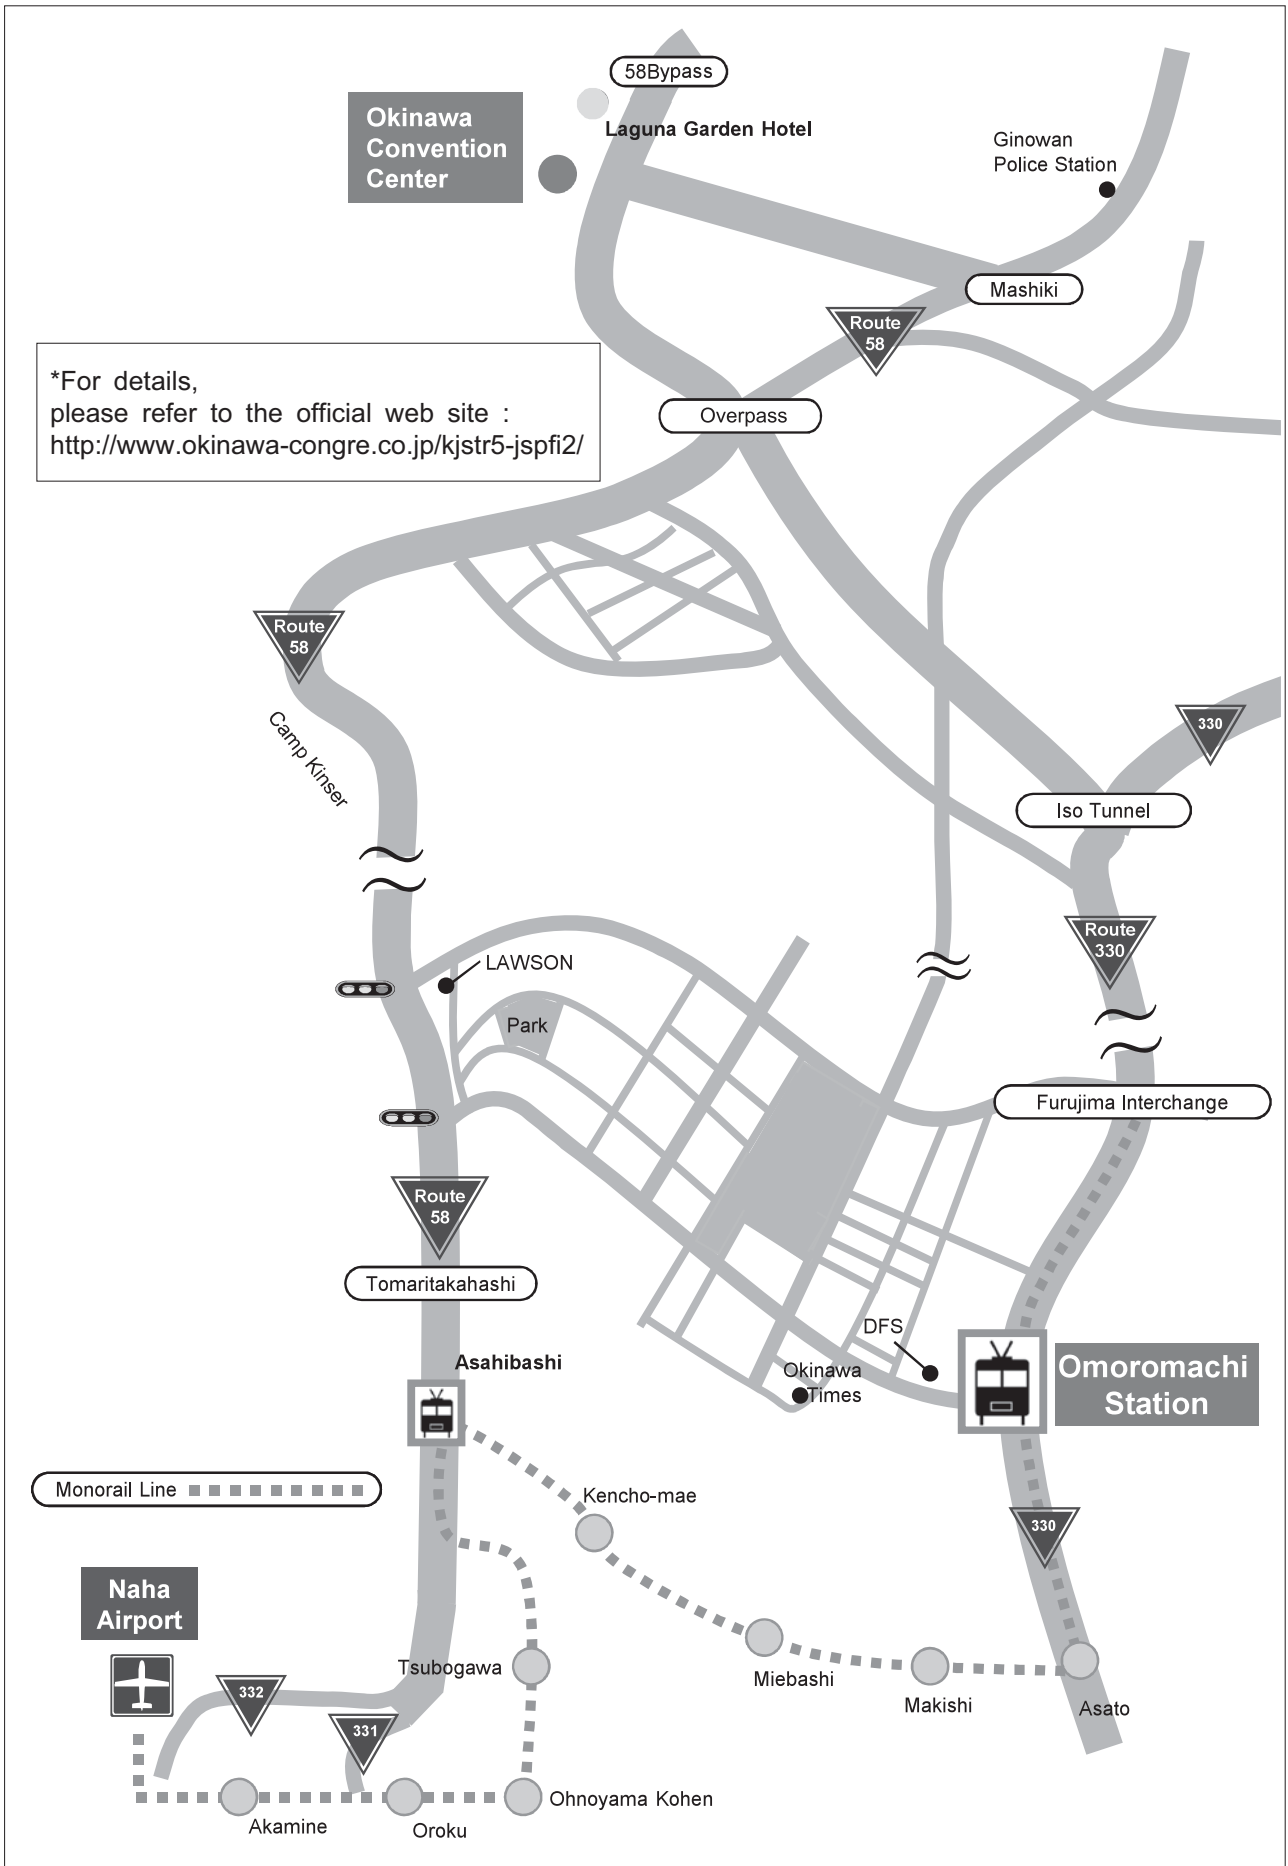 58Bypass
Okinawa
Convention
Center
Laguna Garden Hotel
Ginowan
Police Station
Mashiki
Route
58
*For details,
please refer to the official web site :
http://www.okinawa-congre.co.jp/kjstr5-jspfi2/
Overpass
Route
58
Camp Kinser
330
Iso Tunnel
Route
330
LAWSON
Park
Furujima Interchange
Route
58
Tomaritakahashi
DFS
Asahibashi
Okinawa
Times
Omoromachi
Station
Monorail Line
Kencho-mae
330
Naha
Airport
Tsubogawa
Miebashi
Makishi
Asato
332
331
Akamine
Oroku
Ohnoyama Kohen